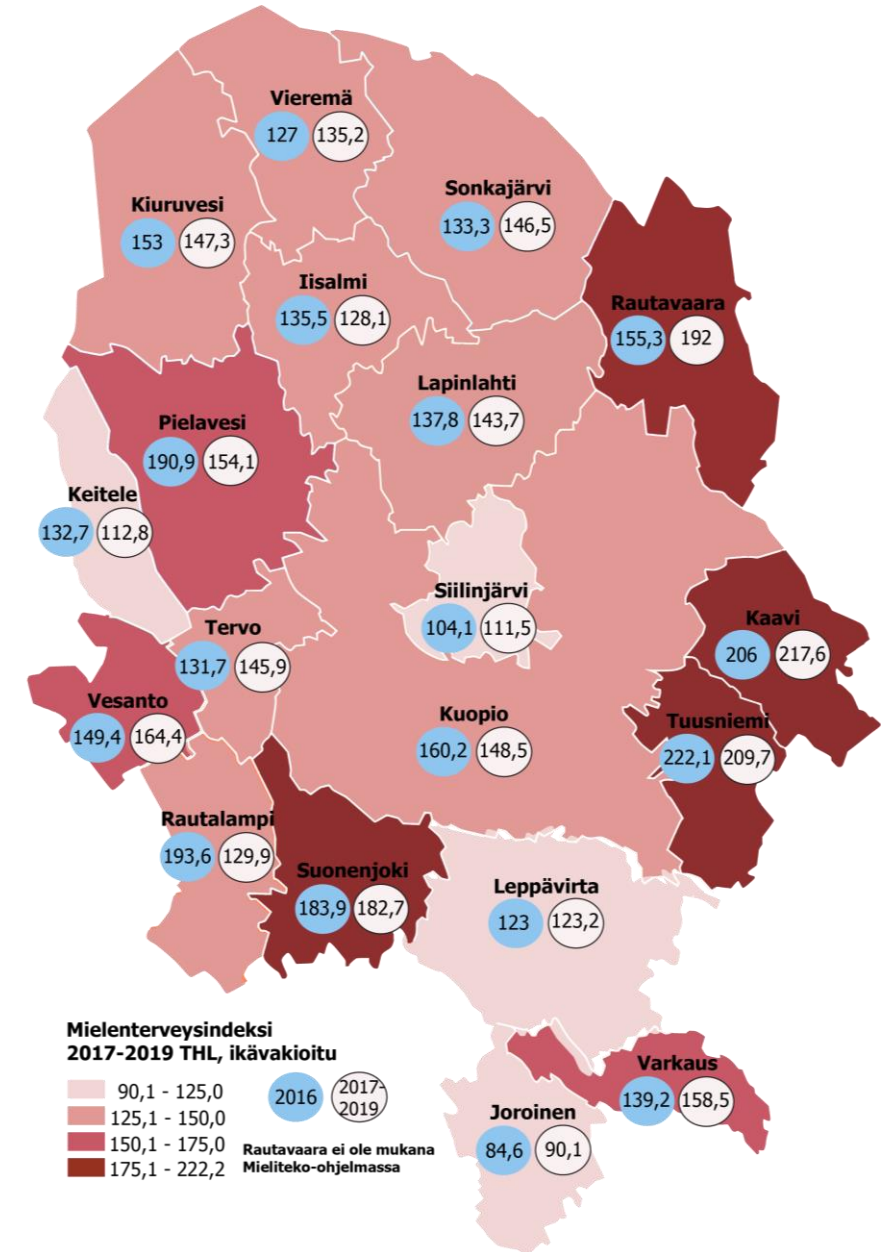 Vieremä
127 135,2
Sonkajärvi
133,3 146,5
Kiuruvesi
153 147,3
Iisalmi
135,5 128,1
Rautavaara
155,3 192
Lapinlahti
137,8 143,7
Pielavesi
190,9 154,1
Keitele
132,7 112,8
Siilinjärvi
104,1 111,5
Kaavi
206 217,6
Tervo
131,7 145,9
Vesanto
149,4 164,4
Kuopio
160,2 148,5
Tuusniemi
222,1 209,7
Rautalampi
193,6 129,9
Suonenjoki
183,9 182,7
Leppävirta
123 123,2
Varkaus
139,2 158,5
Joroinen
84,6 90,1
Mielenterveysindeksi
2017-2019 THL, ikävakioitu
90,1 - 125,0
125,1 - 150,0
150,1 - 175,0
175,1 - 222,2
2016
2017-
2019
Rautavaara ei ole mukana
Mieliteko-ohjelmassa